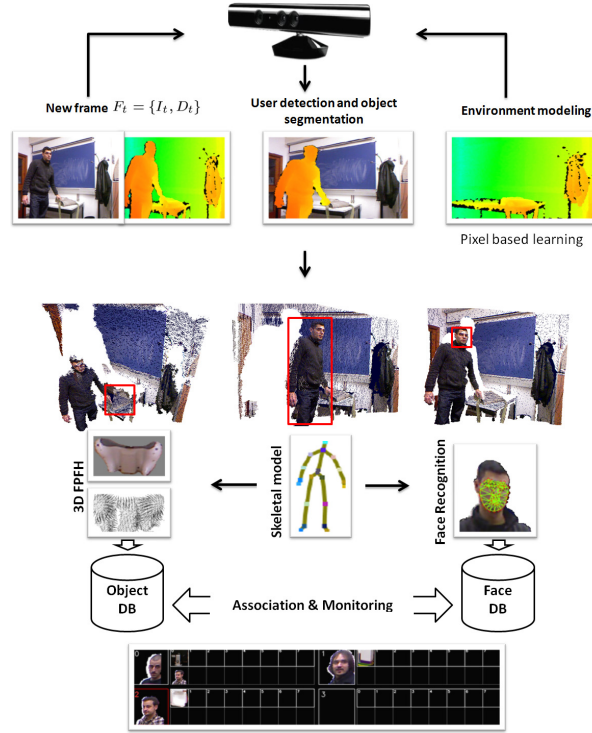 New frame F_t = {I_t, D_t}
User detection and object
segmentation
Environment modeling
Pixel based learning
3D FPFH
Skeletal model
Face Recognition
Object
DB
Association & Monitoring
Face
DB
0
1
2
3